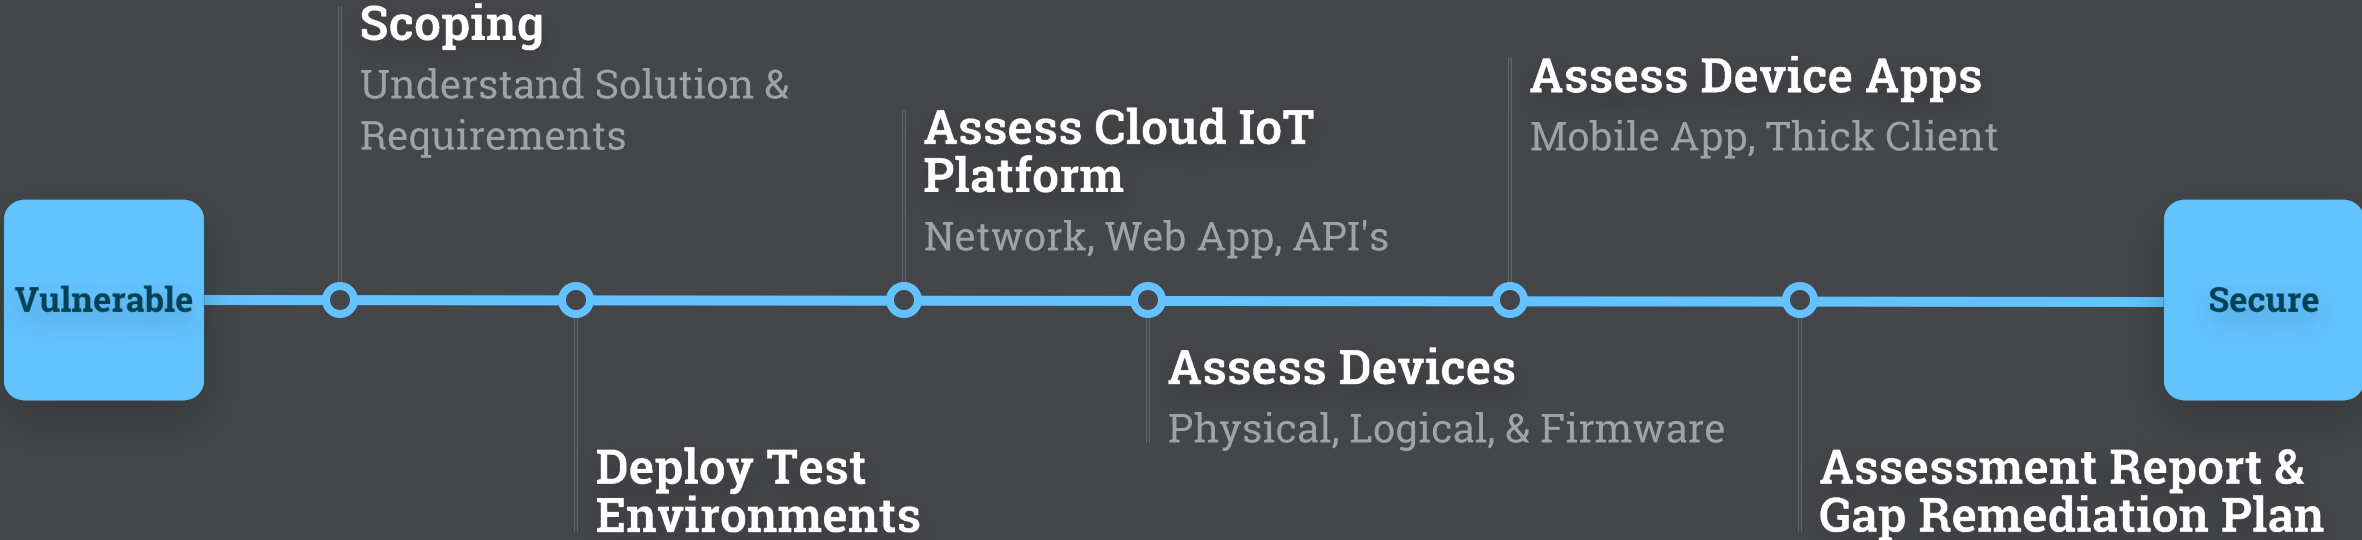 Vulnerable
Scoping
Understand Solution &
Requirements
Deploy Test
Environments
Assess Cloud IoT
Platform
Network, Web App, API's
Assess Devices
Physical, Logical, & Firmware
Assess Device Apps
Mobile App, Thick Client
Assessment Report &
Gap Remediation Plan
Secure